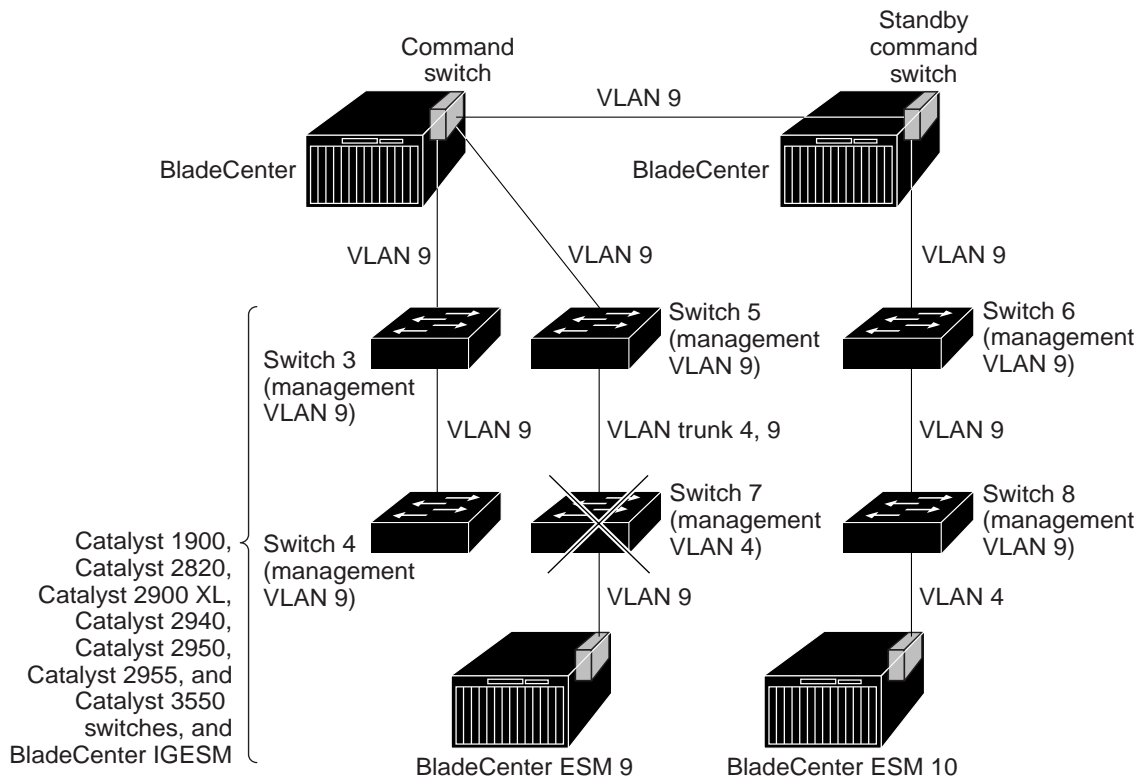 Command
switch
Standby
command
switch
VLAN 9
BladeCenter
BladeCenter
VLAN 9
VLAN 9
VLAN 9
Switch 3
(management
VLAN 9)
Switch 5
(management
VLAN 9)
Switch 6
(management
VLAN 9)
VLAN 9
VLAN trunk 4, 9
VLAN 9
Switch 4
(management
VLAN 9)
Switch 7
(management
VLAN 4)
Switch 8
(management
VLAN 9)
Catalyst 1900,
Catalyst 2820,
Catalyst 2900 XL,
Catalyst 2940,
Catalyst 2950,
Catalyst 2955, and
Catalyst 3550
switches, and
BladeCenter IGESM
VLAN 9
VLAN 4
BladeCenter ESM 9
BladeCenter ESM 10